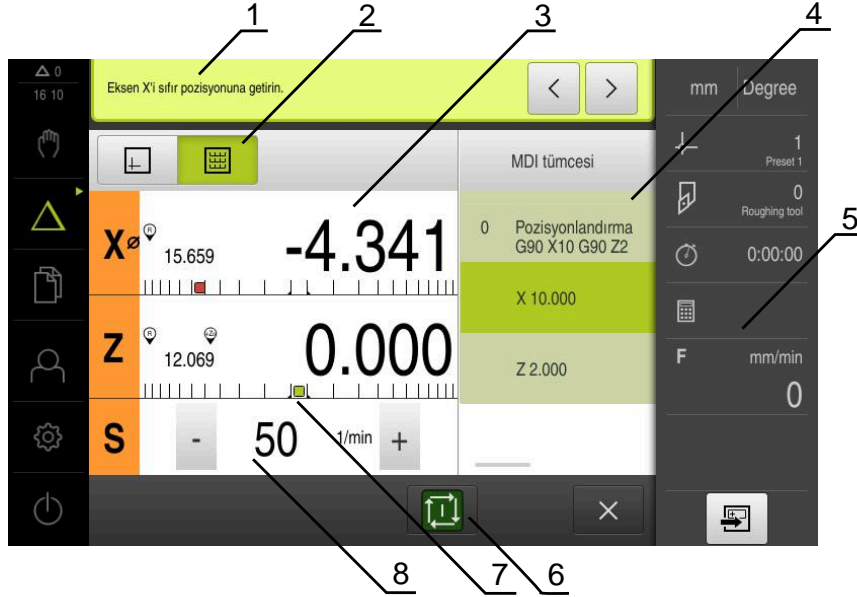 1
2
3
4
5
6
7
8
0
16 10
Eksen X'i sıfır pozisyonuna getirin.
< >
mm Degree
1
Preset 1
0
Roughing tool
0:00:00
F mm/min
0
MDI tümcesi
0 Pozisyonlandırma
G90 X10 G90 Z2
X 10.000
Z 2.000
X⌀ R 15.659 -4.341
Z R 12.069 0.000
S - 50 1/min +